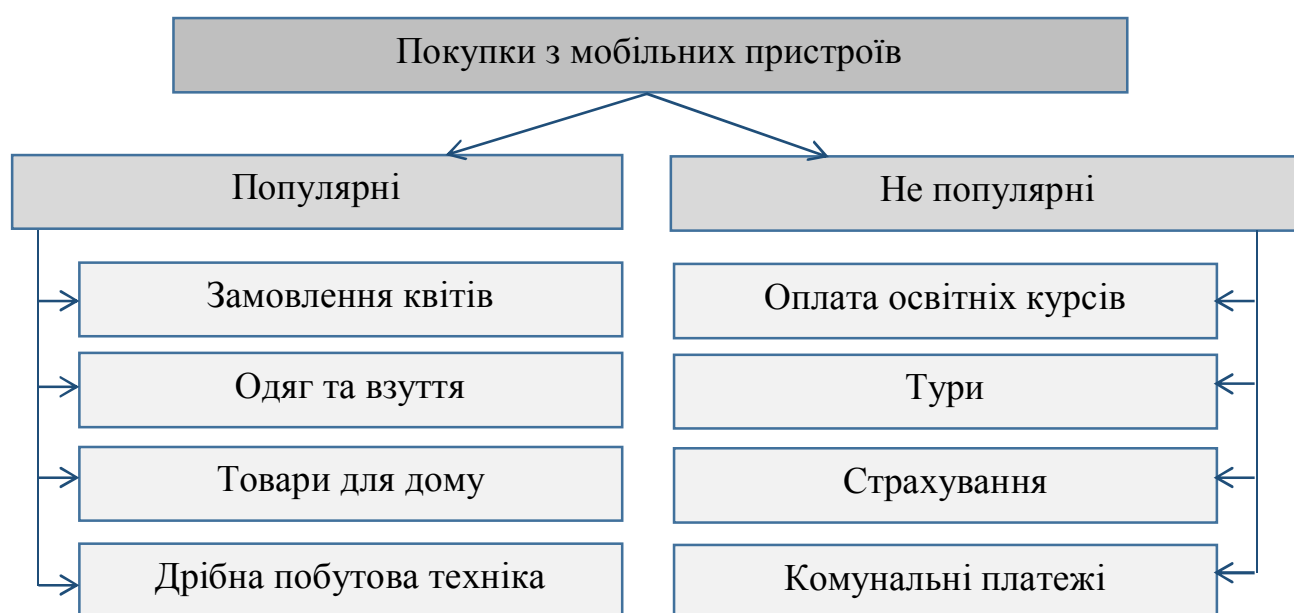 Покупки з мобільних пристроїв
Популярні
Замовлення квітів
Одяг та взуття
Товари для дому
Дрібна побутова техніка
Не популярні
Оплата освітніх курсів
Тури
Страхування
Комунальні платежі